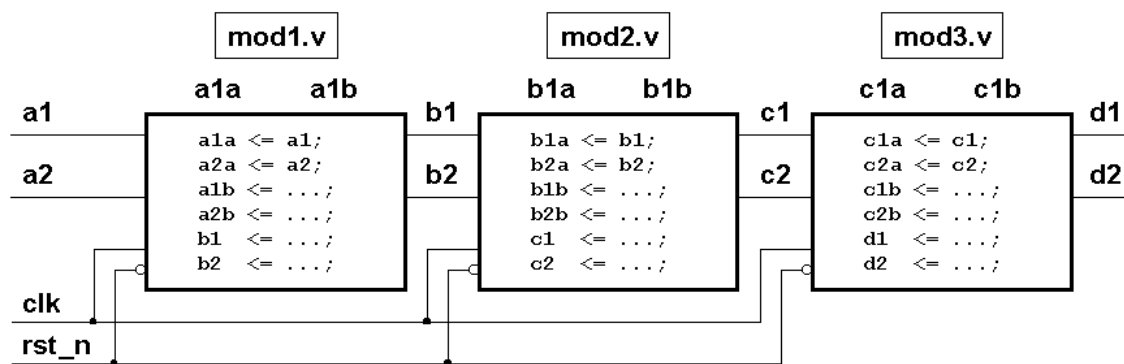 mod1.v mod2.v mod3.v
a1a a1b b1a b1b c1a c1b
a1 b1 c1 d1
a2 b2 c2 d2
a1a <= a1;
a2a <= a2;
a1b <= ...;
a2b <= ...;
b1 <= ...;
b2 <= ...;
b1a <= b1;
b2a <= b2;
b1b <= ...;
b2b <= ...;
c1 <= ...;
c2 <= ...;
c1a <= c1;
c2a <= c2;
c1b <= ...;
c2b <= ...;
d1 <= ...;
d2 <= ...;
clk
rst_n